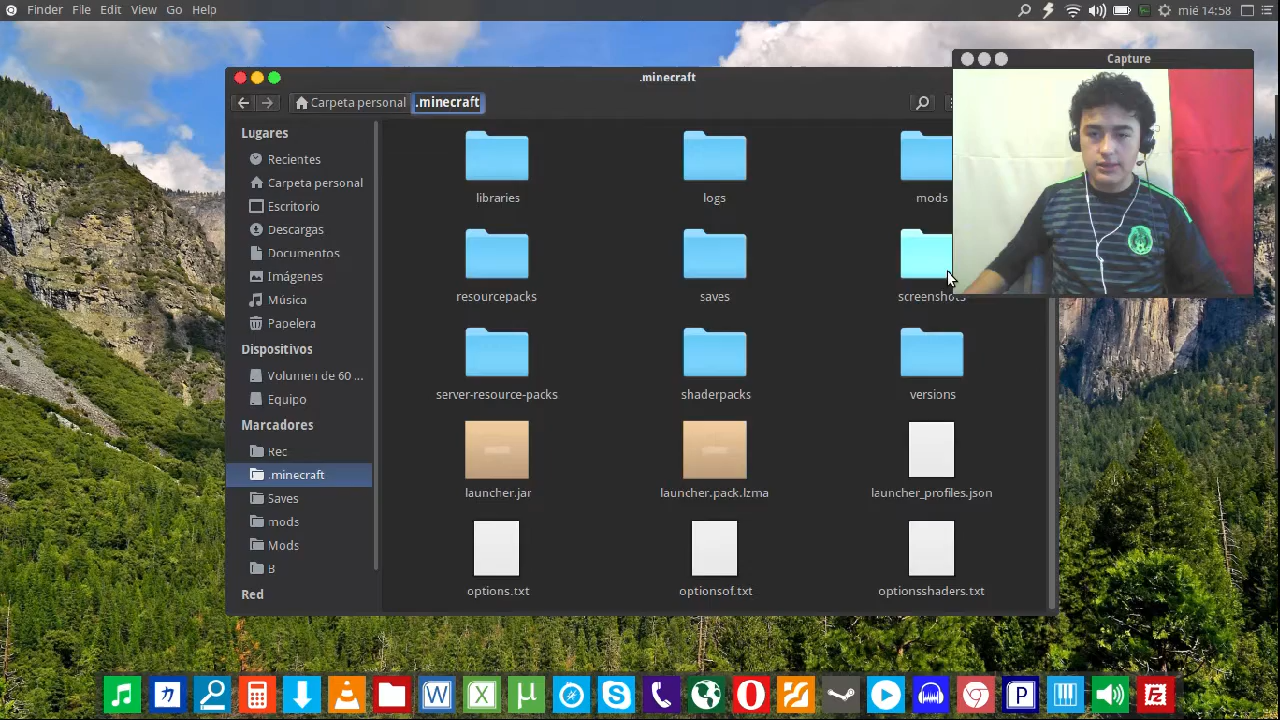 Finder File Edit View Go Help
mié 14:58
.minecraft
Capture
Carpeta personal .minecraft
Lugares
Recientes
Carpeta personal
Escritorio
Descargas
Documentos
Imágenes
Música
Papelera
Dispositivos
Volumen de 60 ...
Equipo
Marcadores
Rec
.minecraft
Saves
mods
Mods
B
Red
libraries
logs
mods
resourcepacks
saves
screenshots
server-resource-packs
shaderpacks
versions
launcher.jar
launcher.pack.lzma
launcher_profiles.json
options.txt
optionsof.txt
optionsshaders.txt
カ W X µ S O P Fz